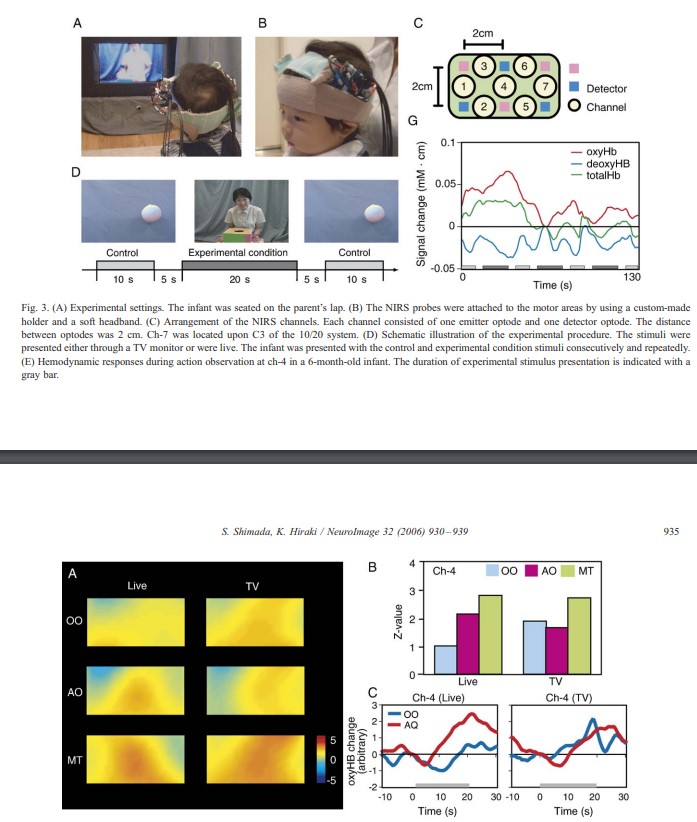 A
B
C
2cm
2cm
3
6
1
4
7
2
5
Detector
Channel
D
Control
Experimental condition
Control
10 s
5 s
20 s
5 s
10 s
G
Signal change (mM · cm)
0.1
0.05
0
-0.05
oxyHb
deoxyHB
totalHb
0
130
Time (s)
Fig. 3. (A) Experimental settings. The infant was seated on the parent's lap. (B) The NIRS probes were attached to the motor areas by using a custom-made
holder and a soft headband. (C) Arrangement of the NIRS channels. Each channel consisted of one emitter optode and one detector optode. The distance
between optodes was 2 cm. Ch-7 was located upon C3 of the 10/20 system. (D) Schematic illustration of the experimental procedure. The stimuli were
presented either through a TV monitor or were live. The infant was presented with the control and experimental condition stimuli consecutively and repeatedly.
(E) Hemodynamic responses during action observation at ch-4 in a 6-month-old infant. The duration of experimental stimulus presentation is indicated with a
gray bar.
S. Shimada, K. Hiraki / NeuroImage 32 (2006) 930–939
935
A
Live
TV
OO
AO
MT
5
0
-5
B
Ch-4
OO
AO
MT
Z-value
4
3
2
1
0
Live
TV
C
Ch-4 (Live)
Ch-4 (TV)
OO
AQ
oxyHB change
(arbitrary)
3
2
1
0
-1
-2
-10 0 10 20 30
-10 0 10 20 30
Time (s)
Time (s)